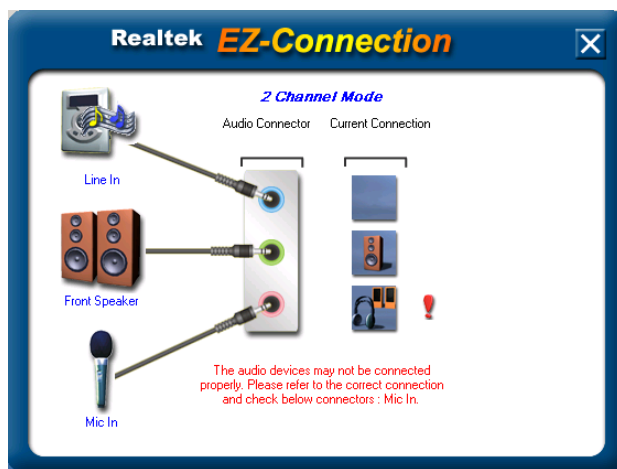 Realtek EZ-Connection
2 Channel Mode
Audio Connector Current Connection
Line In
Front Speaker
Mic In
The audio devices may not be connected
properly. Please refer to the correct connection
and check below connectors : Mic In.